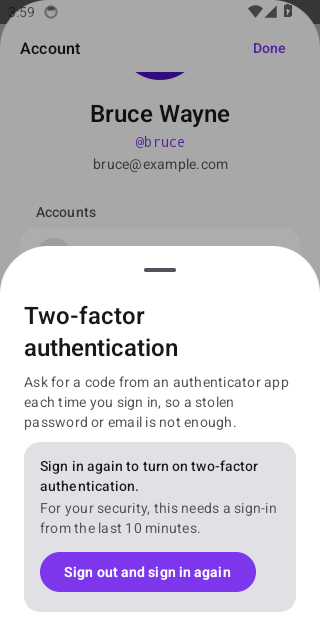 3:59
Account
Done
Bruce Wayne
@bruce
bruce@example.com
Accounts
Two-factor
authentication
Ask for a code from an authenticator app
each time you sign in, so a stolen
password or email is not enough.
Sign in again to turn on two-factor
authentication.
For your security, this needs a sign-in
from the last 10 minutes.
Sign out and sign in again